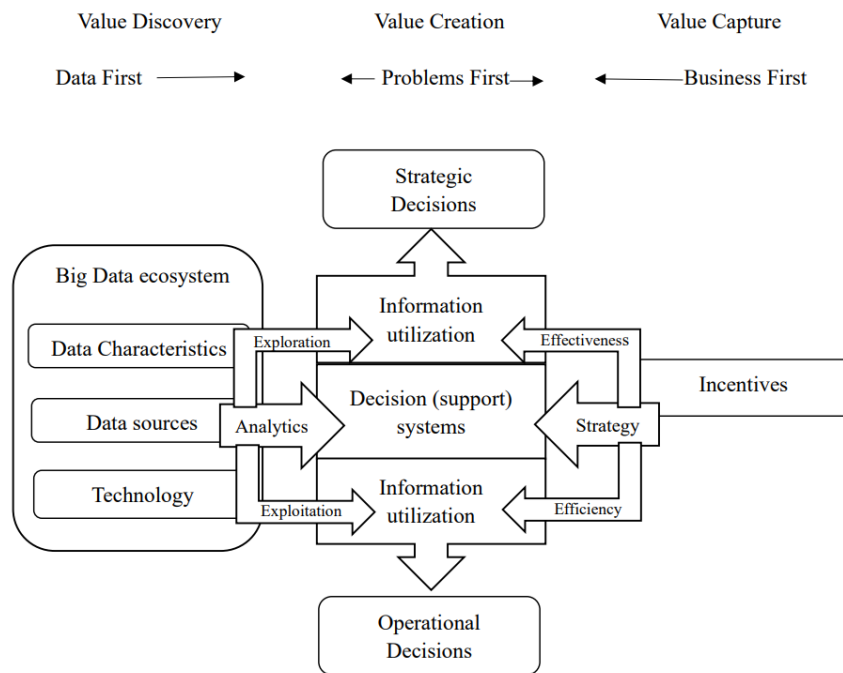 Value Discovery
Value Creation
Value Capture
Data First
Problems First
Business First
Strategic
Decisions
Big Data ecosystem
Information
utilization
Exploration
Effectiveness
Data Characteristics
Incentives
Decision (support)
systems
Data sources
Analytics
Strategy
Information
utilization
Technology
Exploitation
Efficiency
Operational
Decisions